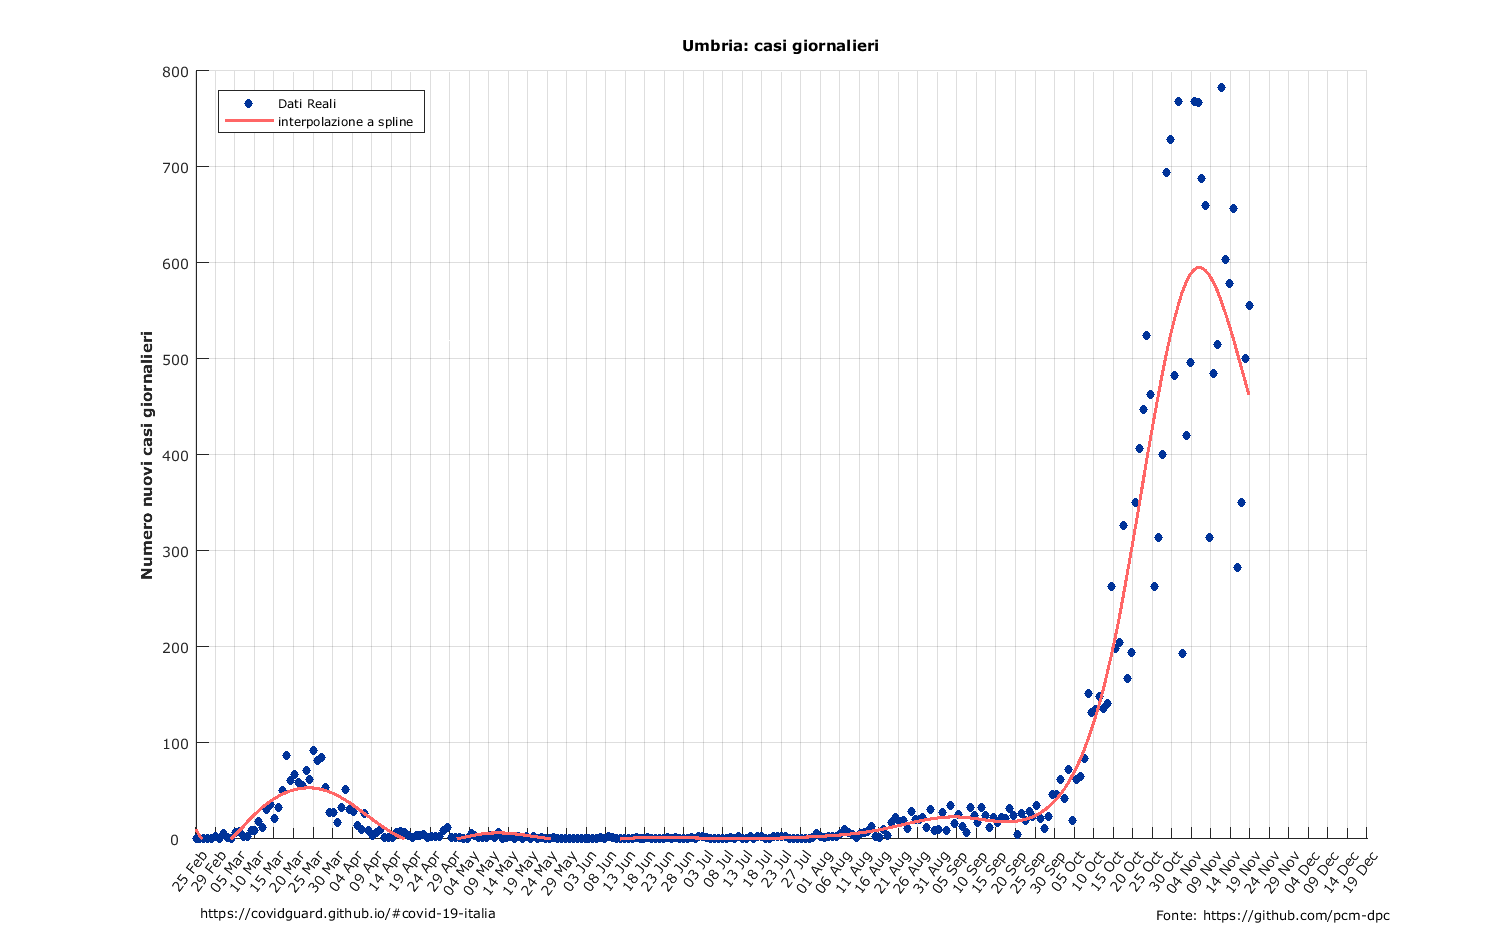 Umbria: casi giornalieri
Dati Reali
interpolazione a spline
Numero nuovi casi giornalieri
800
700
600
500
400
300
200
100
0
25 Feb
29 Feb
05 Mar
10 Mar
15 Mar
20 Mar
25 Mar
30 Mar
04 Apr
09 Apr
14 Apr
19 Apr
24 Apr
29 Apr
04 May
09 May
14 May
19 May
24 May
29 May
03 Jun
08 Jun
13 Jun
18 Jun
23 Jun
28 Jun
03 Jul
08 Jul
13 Jul
18 Jul
23 Jul
27 Jul
01 Aug
06 Aug
11 Aug
16 Aug
21 Aug
26 Aug
31 Aug
05 Sep
10 Sep
15 Sep
20 Sep
25 Sep
30 Sep
05 Oct
10 Oct
15 Oct
20 Oct
25 Oct
30 Oct
04 Nov
09 Nov
14 Nov
19 Nov
24 Nov
29 Nov
04 Dec
09 Dec
14 Dec
19 Dec
https://covidguard.github.io/#covid-19-italia
Fonte: https://github.com/pcm-dpc